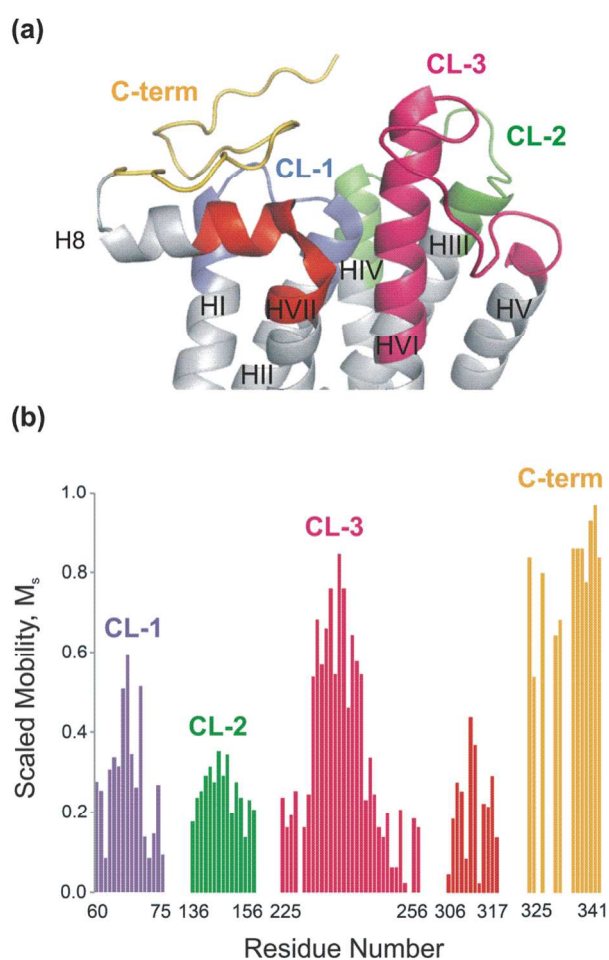 (a)
CL-3
C-term
CL-2
CL-1
H8
HIII
HIV
HI
HVII
HV
HVI
HII
(b)
C-term
CL-3
CL-1
CL-2
Scaled Mobility, Ms
1.0
0.8
0.6
0.4
0.2
0.0
60 75 136 156 225 256 306 317 325 341
Residue Number